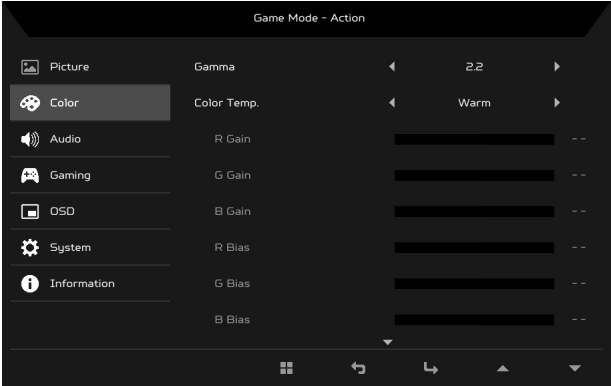 Game Mode - Action
Picture
Gamma 2.2
Color
Color Temp. Warm
Audio
R Gain - -
Gaming
G Gain - -
OSD
B Gain - -
System
R Bias - -
Information
G Bias - -
B Bias - -